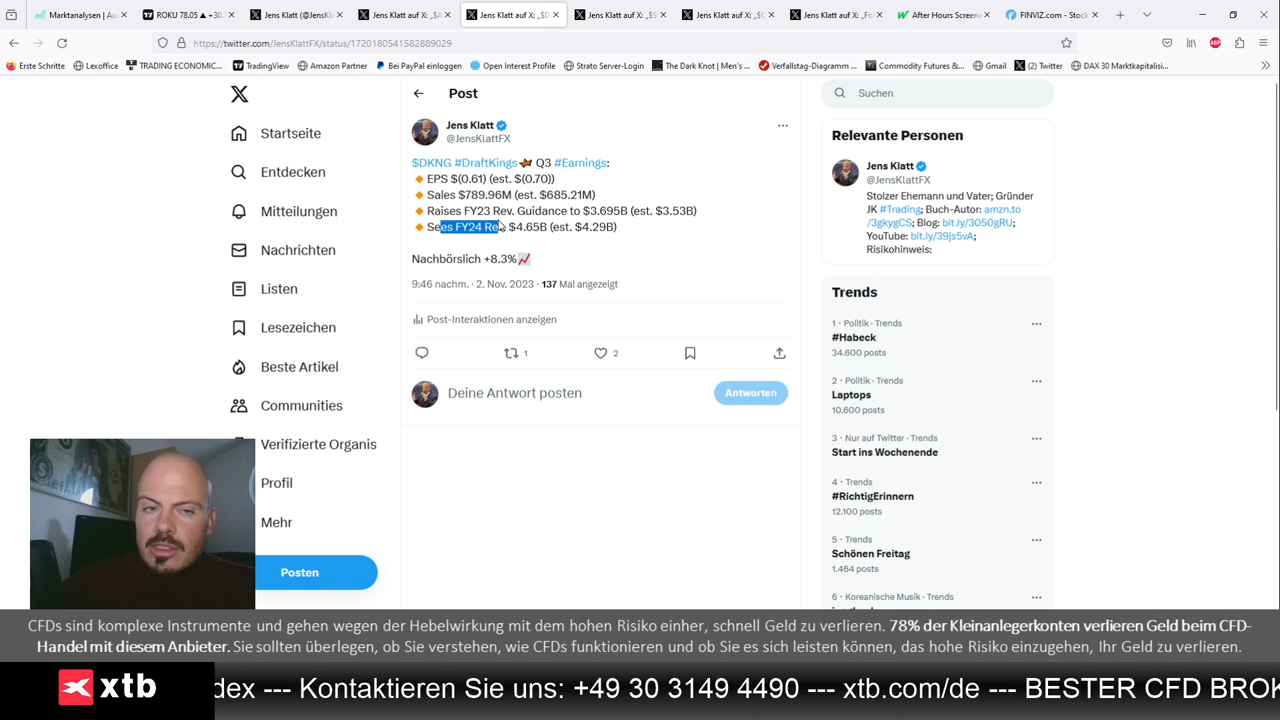 Marktanalysen | Au
ROKU 78.05 ▲ +30.
Jens Klatt (@JensKl
Jens Klatt auf X: „$A
Jens Klatt auf X: „$D
Jens Klatt auf X: „$S
Jens Klatt auf X: „$C
Jens Klatt auf X: „Fo
After Hours Screene
FINVIZ.com - Stock
https://twitter.com/JensKlattFX/status/1720180541582889029
Erste Schritte
Lexoffice
TRADING ECONOMIC...
TradingView
Amazon Partner
Bei PayPal einloggen
Open Interest Profile
Strato Server-Login
The Dark Knot | Men's ...
Verfallstag-Diagramm ...
Commodity Futures &...
Gmail
(2) Twitter
DAX 30 Marktkapitalisi...
Startseite
Entdecken
Mitteilungen
Nachrichten
Listen
Lesezeichen
Beste Artikel
Communities
Verifizierte Organis
Profil
Mehr
Posten
Post
Jens Klatt
@JensKlattFX
$DKNG #DraftKings Q3 #Earnings:
🔸EPS $(0.61) (est. $(0.70))
🔸Sales $789.96M (est. $685.21M)
🔸Raises FY23 Rev. Guidance to $3.695B (est. $3.53B)
🔸Sees FY24 Re $4.65B (est. $4.29B)
Nachbörslich +8.3%📈
9:46 nachm. · 2. Nov. 2023 · 137 Mal angezeigt
Post-Interaktionen anzeigen
1
2
Deine Antwort posten
Antworten
Suchen
Relevante Personen
Jens Klatt
@JensKlattFX
Stolzer Ehemann und Vater; Gründer
JK #Trading; Buch-Autor: amzn.to
/3gkygCS; Blog: bit.ly/3050gRU;
YouTube: bit.ly/39js5vA;
Risikohinweis:
Trends
1 · Politik · Trends
#Habeck
34.600 posts
2 · Politik · Trends
Laptops
10.600 posts
3 · Nur auf Twitter · Trends
Start ins Wochenende
4 · Trends
#RichtigErinnern
12.100 posts
5 · Trends
Schönen Freitag
1.464 posts
6 · Koreanische Musik · Trends
CFDs sind komplexe Instrumente und gehen wegen der Hebelwirkung mit dem hohen Risiko einher, schnell Geld zu verlieren. 78% der Kleinanlegerkonten verlieren Geld beim CFD-
Handel mit diesem Anbieter. Sie sollten überlegen, ob Sie verstehen, wie CFDs funktionieren und ob Sie es sich leisten können, das hohe Risiko einzugehen, Ihr Geld zu verlieren.
xtb
dex --- Kontaktieren Sie uns: +49 30 3149 4490 --- xtb.com/de --- BESTER CFD BROK